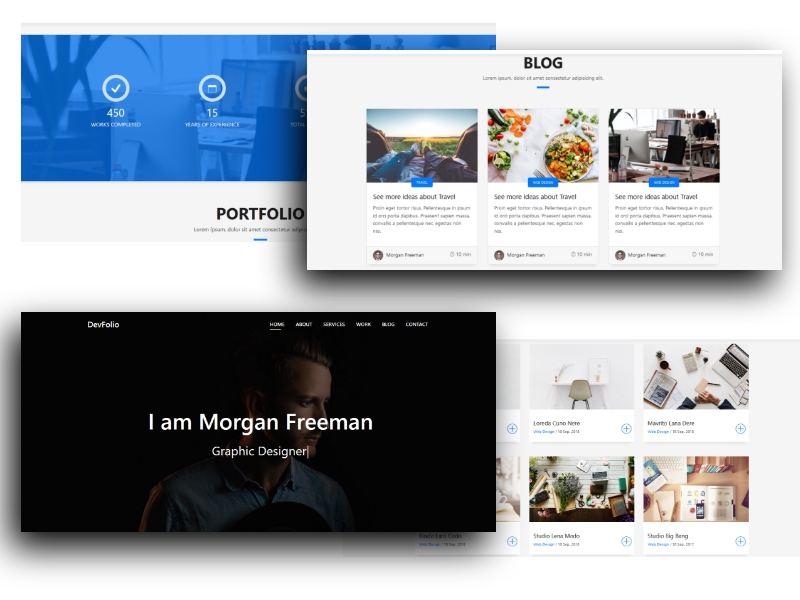 450
WORKS COMPLETED
15
YEARS OF EXPERIENCE
PORTFOLIO
Lorem ipsum, dolor sit amet consectetur
BLOG
Lorem ipsum, dolor sit amet consectetur adipisicing elit.
TRAVEL
See more ideas about Travel
Proin eget tortor risus. Pellentesque in ipsum
id orci porta dapibus. Praesent sapien massa,
convallis a pellentesque nec, egestas non
nisi.
Morgan Freeman
10 min
WEB DESIGN
See more ideas about Travel
Proin eget tortor risus. Pellentesque in ipsum
id orci porta dapibus. Praesent sapien massa,
convallis a pellentesque nec, egestas non
nisi.
Morgan Freeman
10 min
WEB DESIGN
See more ideas about Travel
Proin eget tortor risus. Pellentesque in ipsum
id orci porta dapibus. Praesent sapien massa,
convallis a pellentesque nec, egestas non
nisi.
Morgan Freeman
10 min
DevFolio
HOME ABOUT SERVICES WORK BLOG CONTACT
I am Morgan Freeman
Graphic Designer|
Loreda Cuno Nere
Web Design / 18 Sep. 2018
Mavrito Lana Dere
Web Design / 18 Sep. 2018
Web Design / 18 Sep. 2018
Studio Lena Mado
Web Design / 18 Sep. 2018
Studio Big Bang
Web Design / 18 Sep. 2017